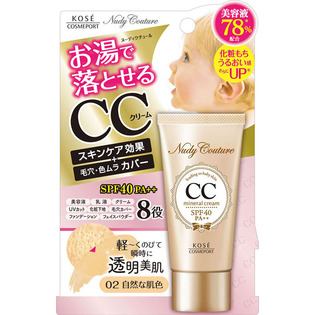 KOSÉ
COSMEPORT
Nudy Couture
ヌーディクチュール
お湯で
落とせる
CC
クリーム
スキンケア効果
+
毛穴・色ムラ カバー
SPF40 PA++
美容液 乳液 クリーム
UVカット 化粧下地 毛穴カバー
ファンデーション フェイスパウダー
8役
軽～くのびて
瞬時に
透明美肌
02 自然な肌色
美容液
78%
配合
化粧もち
うるおい感
さらにUP
Nudy Couture
CC
mineral cream
SPF40
PA++
KOSÉ
COSMEPORT